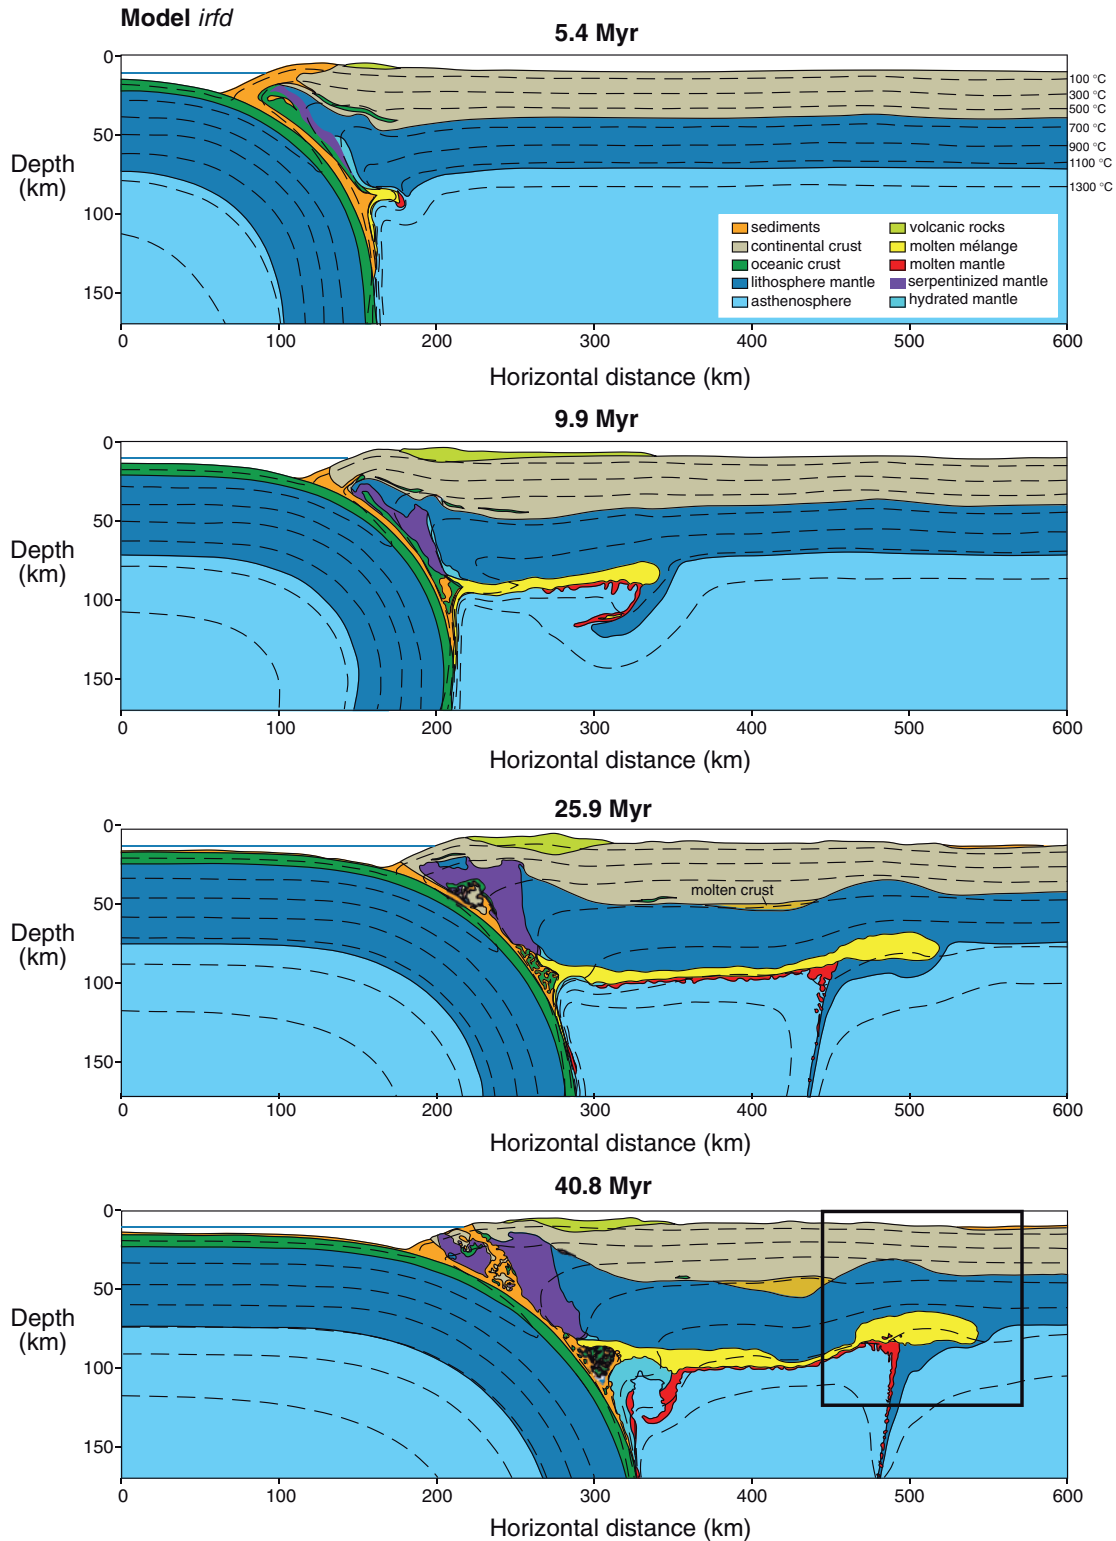 Model irfd
5.4 Myr
0
50
100
150
Depth
(km)
100 °C
300 °C
500 °C
700 °C
900 °C
1100 °C
1300 °C
sediments
continental crust
oceanic crust
lithosphere mantle
asthenosphere
volcanic rocks
molten mélange
molten mantle
serpentinized mantle
hydrated mantle
0 100 200 300 400 500 600
Horizontal distance (km)
9.9 Myr
0
50
100
150
Depth
(km)
0 100 200 300 400 500 600
Horizontal distance (km)
25.9 Myr
0
50
100
150
Depth
(km)
molten crust
0 100 200 300 400 500 600
Horizontal distance (km)
40.8 Myr
0
50
100
150
Depth
(km)
0 100 200 300 400 500 600
Horizontal distance (km)